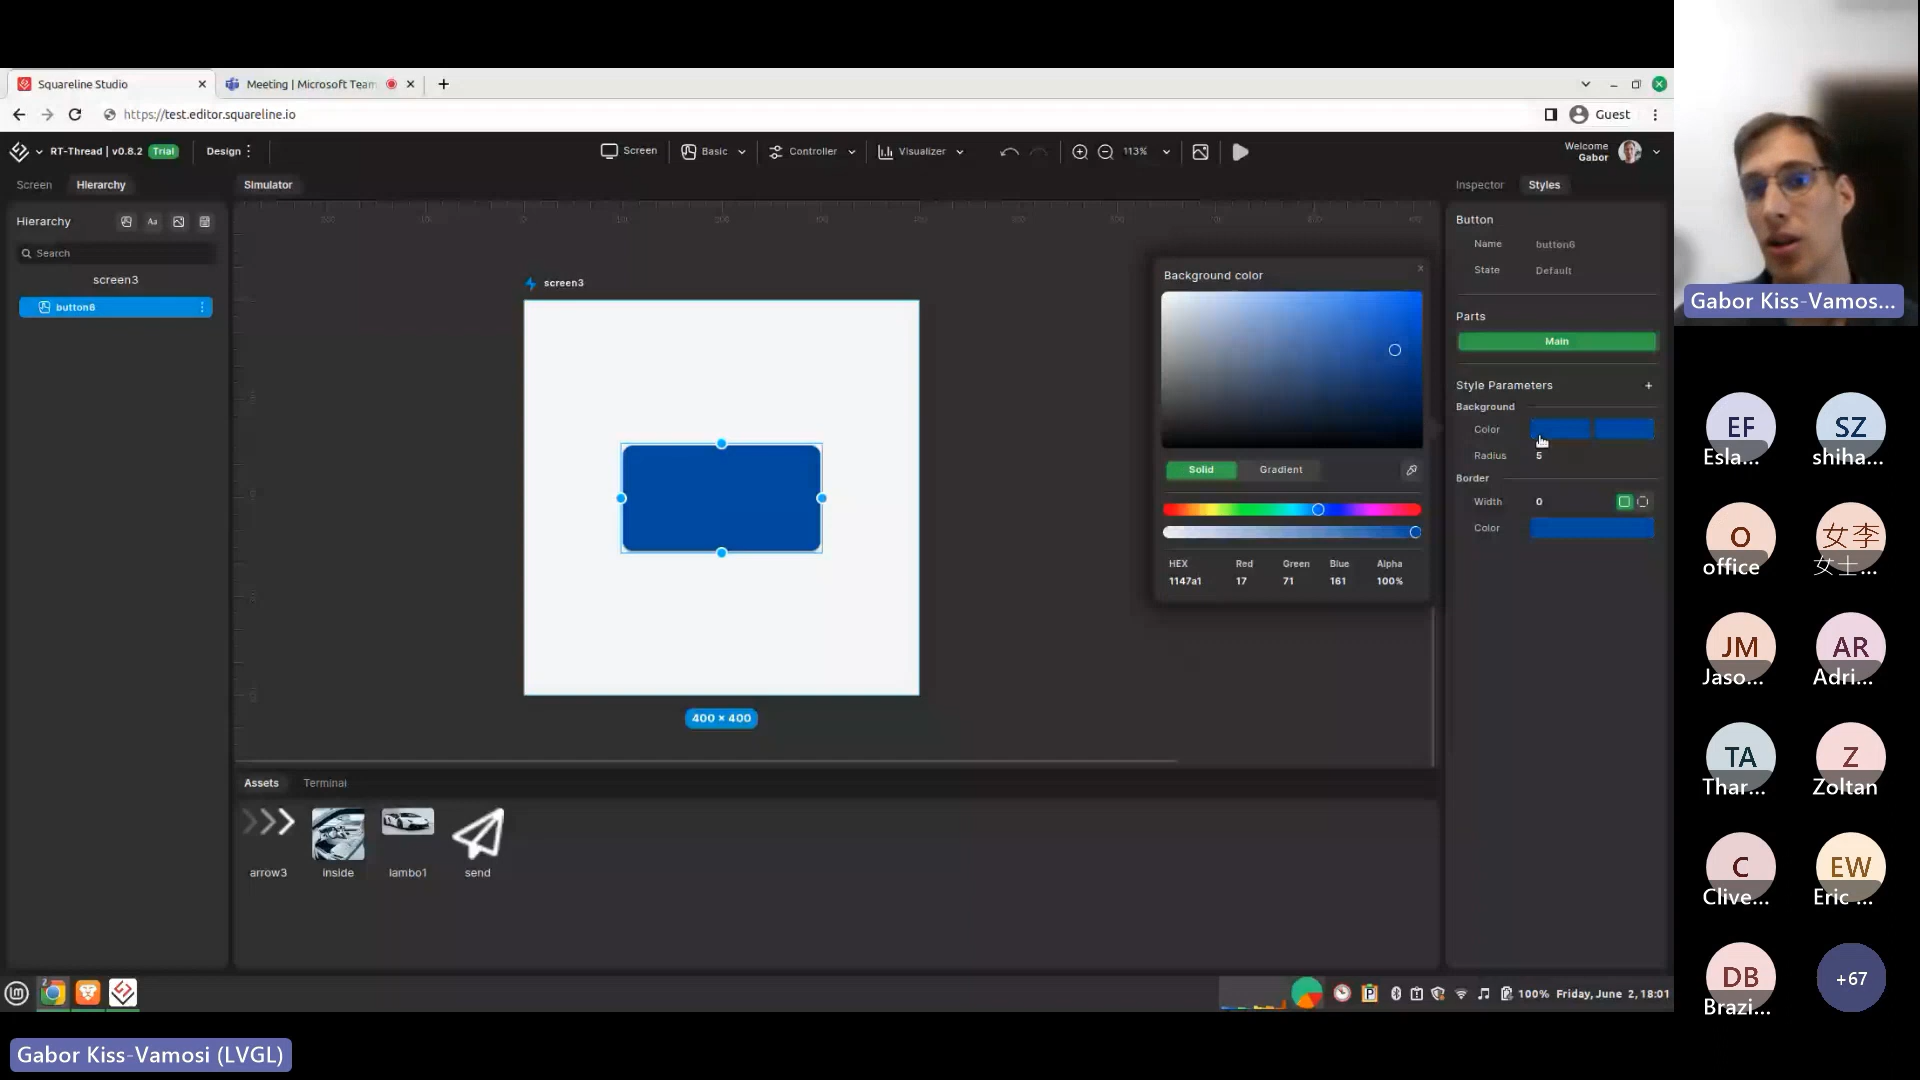 Squareline Studio
Meeting | Microsoft Team
https://test.editor.squareline.io
Guest
RT-Thread | v0.8.2 Trial
Design
Screen
Basic
Controller
Visualizer
113%
Welcome
Gabor
Screen
Hierarchy
Simulator
Inspector
Styles
Hierarchy
Aa
Search
screen3
button6
screen3
400 × 400
Background color
Solid
Gradient
HEX Red Green Blue Alpha
1147a1 17 71 161 100%
Button
Name button6
State Default
Parts
Main
Style Parameters +
Background
Color
Radius 5
Border
Width 0
Color
Assets
Terminal
arrow3
inside
lambo1
send
100% Friday, June 2, 18:01
Gabor Kiss-Vamos...
EF
Esla...
SZ
shiha...
O
office
女李
女士...
JM
Jaso...
AR
Adri...
TA
Thar...
Z
Zoltan
C
Clive...
EW
Eric ...
DB
Brazi...
+67
Gabor Kiss-Vamosi (LVGL)